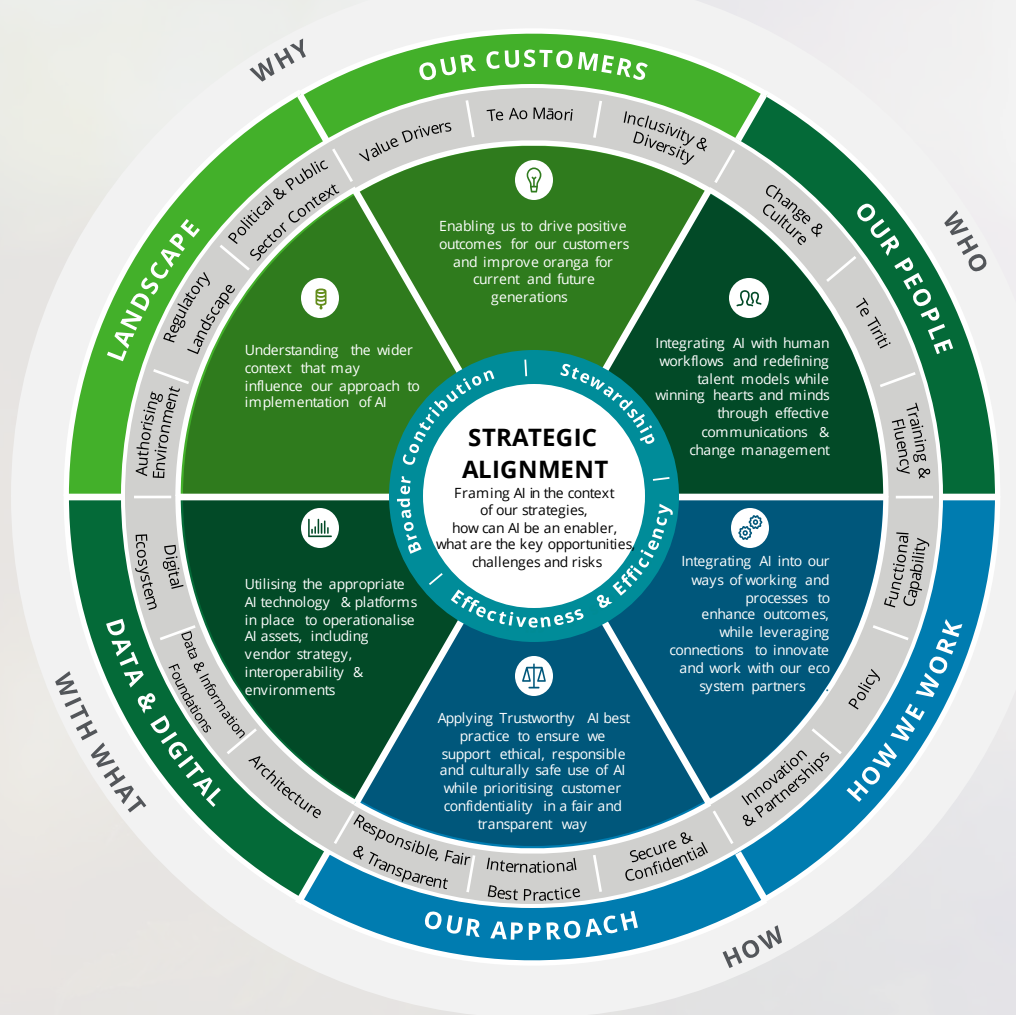 WHY
OUR CUSTOMERS
Value Drivers
Te Ao Māori
Inclusivity &
Diversity
Enabling us to drive positive
outcomes for our customers
and improve oranga for
current and future
generations
WHO
OUR PEOPLE
Change &
Culture
Te Tiriti
Training &
Fluency
Integrating AI with human
workflows and redefining
talent models while
winning hearts and minds
through effective
communications &
change management
HOW WE WORK
Functional
Capability
Policy
Innovation
& Partnerships
Integrating AI into our
ways of working and
processes to
enhance outcomes,
while leveraging
connections to innovate
and work with our eco
system partners .
HOW
OUR APPROACH
Secure &
Confidential
International
Best Practice
Responsible, Fair
& Transparent
Applying Trustworthy AI best
practice to ensure we
support ethical, responsible
and culturally safe use of AI
while prioritising customer
confidentiality in a fair and
transparent way
WITH WHAT
DATA & DIGITAL
Architecture
Data & Information
Foundations
Digital
Ecosystem
Utilising the appropriate
AI technology & platforms
in place to operationalise
AI assets, including
vendor strategy,
interoperability &
environments
LANDSCAPE
Authorising
Environment
Regulatory
Landscape
Political & Public
Sector Context
Understanding the wider
context that may
influence our approach to
implementation of AI
Broader Contribution | Stewardship | Effectiveness & Efficiency |
STRATEGIC
ALIGNMENT
Framing AI in the context
of our strategies,
how can AI be an enabler,
what are the key opportunities,
challenges and risks